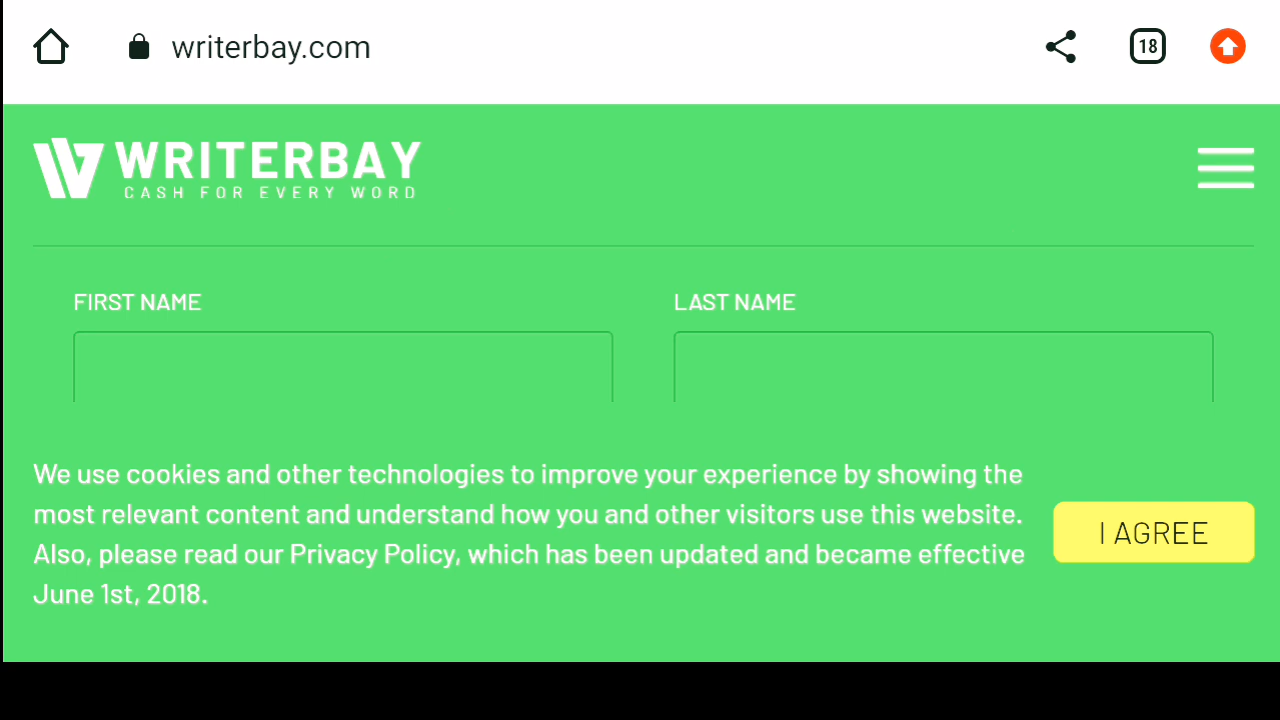 writerbay.com
18
WRITERBAY
CASH FOR EVERY WORD
FIRST NAME
LAST NAME
We use cookies and other technologies to improve your experience by showing the
most relevant content and understand how you and other visitors use this website.
Also, please read our Privacy Policy, which has been updated and became effective
June 1st, 2018.
I AGREE